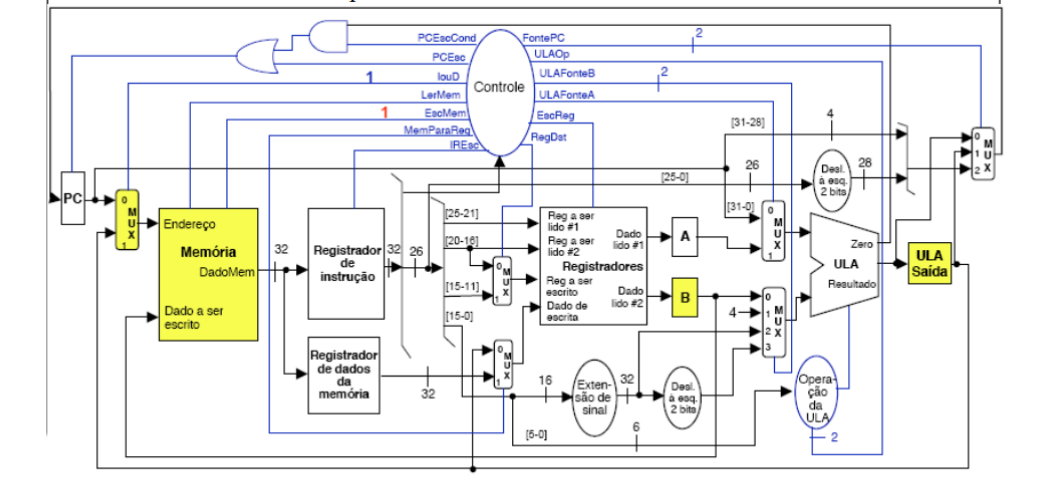 PCEscCond
PCEsc
IouD
1
LerMem
EscMem
1
MemParaReg
IREsc
Controle
FontePC
2
ULAOp
ULAFonteB
2
ULAFonteA
EscReg
RegDst
[31-28]
4
26
[25-0]
Desl.
à esq.
2 bits
28
0
1
2
M
U
X
PC
0
M
U
X
1
Endereço
Memória
DadoMem
Dado a ser
escrito
32
Registrador
de
instrução
32
26
[25-21]
[20-16]
[15-11]
[15-0]
0
M
U
X
1
Reg a ser
lido #1
Reg a ser
lido #2
Registradores
Reg a ser
escrito
Dado de
escrita
Dado
lido #1
Dado
lido #2
A
B
[31-0]
0
M
U
X
1
4
0
1
2
3
M
U
X
Zero
ULA
Resultado
ULA
Saída
Registrador
de dados
da
memória
32
0
M
U
X
1
16
Exten-
são de
sinal
32
Desl.
à esq.
2 bits
[5-0]
6
Opera-
ção
da
ULA
2